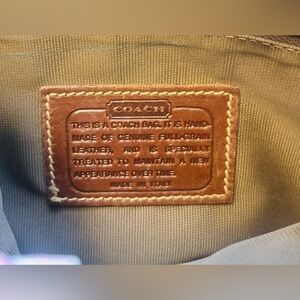 COACH
THIS IS A COACH BAG. IT IS HAND-
MADE OF GENUINE FULL-GRAIN
LEATHER, AND IS SPECIALLY
TREATED TO MAINTAIN A NEW
APPEARANCE OVER TIME.
MADE IN ITALY